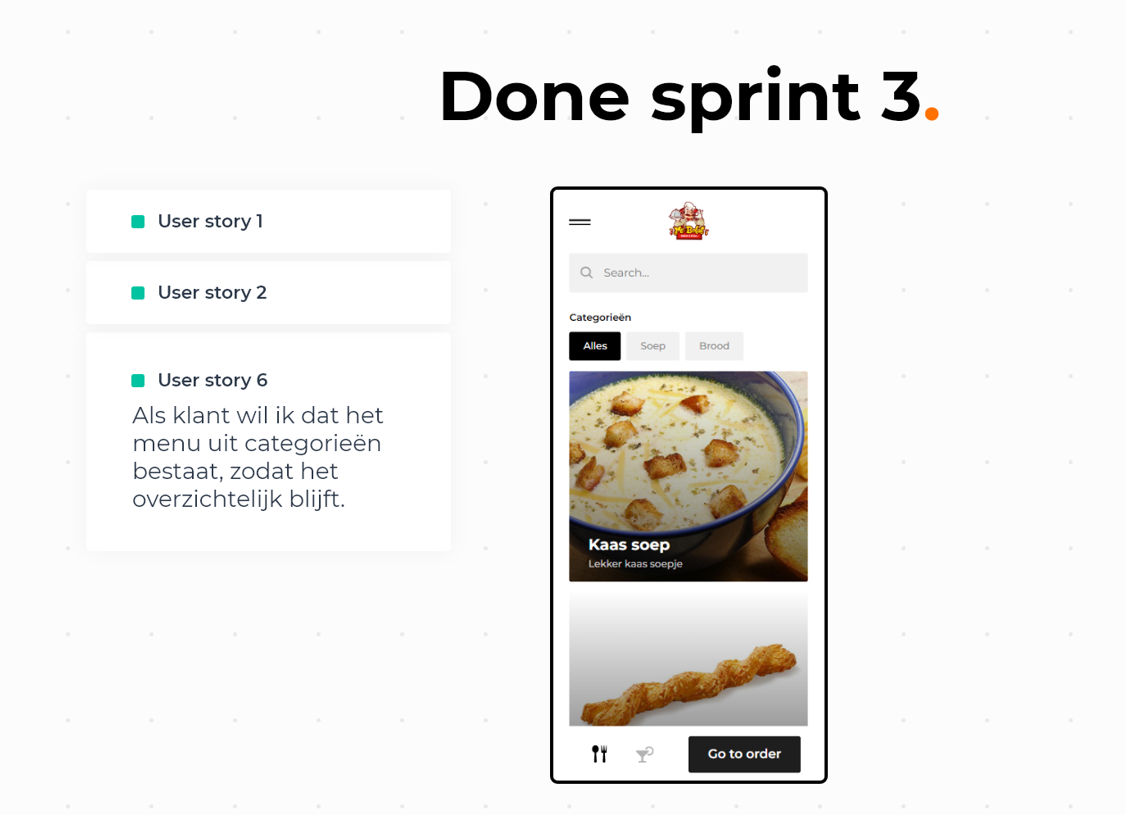 Done sprint 3.
User story 1
User story 2
User story 6
Als klant wil ik dat het
menu uit categorieën
bestaat, zodat het
overzichtelijk blijft.
Search...
Categorieën
Alles Soep Brood
Kaas soep
Lekker kaas soepje
Go to order